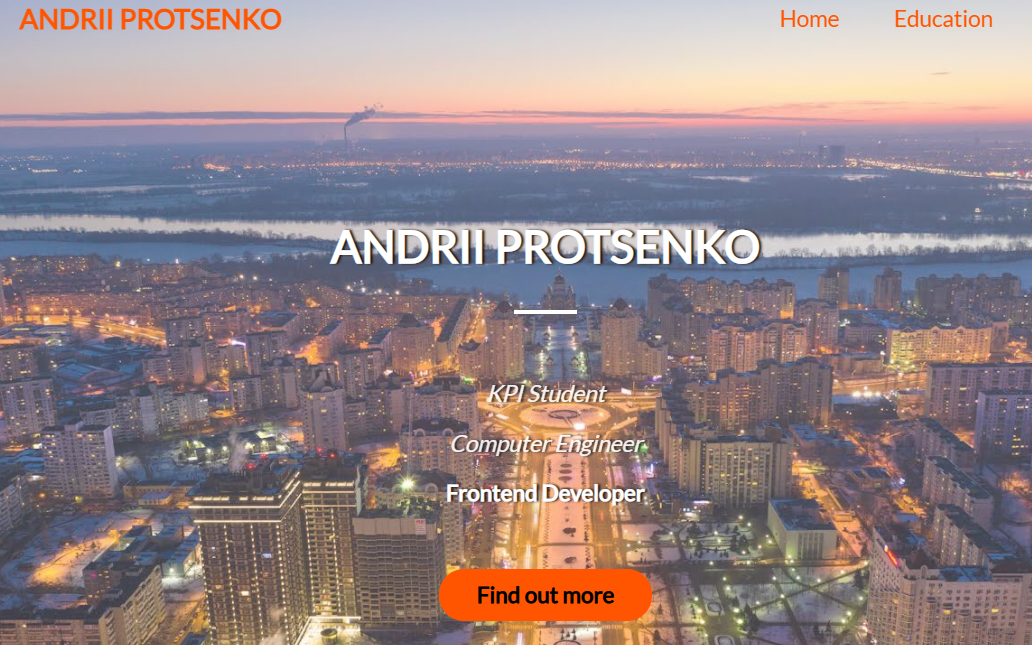 ANDRII PROTSENKO
Home
Education
ANDRII PROTSENKO
KPI Student
Computer Engineer
Frontend Developer
Find out more